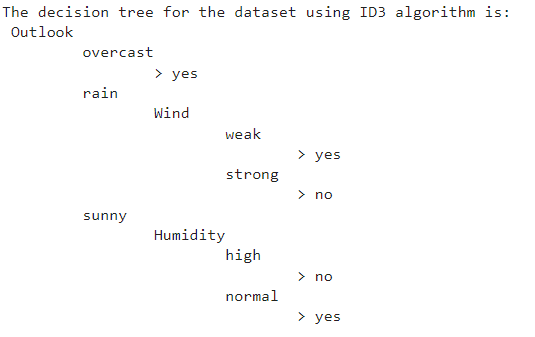 The decision tree for the dataset using ID3 algorithm is:
Outlook
overcast
> yes
rain
Wind
weak
> yes
strong
> no
sunny
Humidity
high
> no
normal
> yes